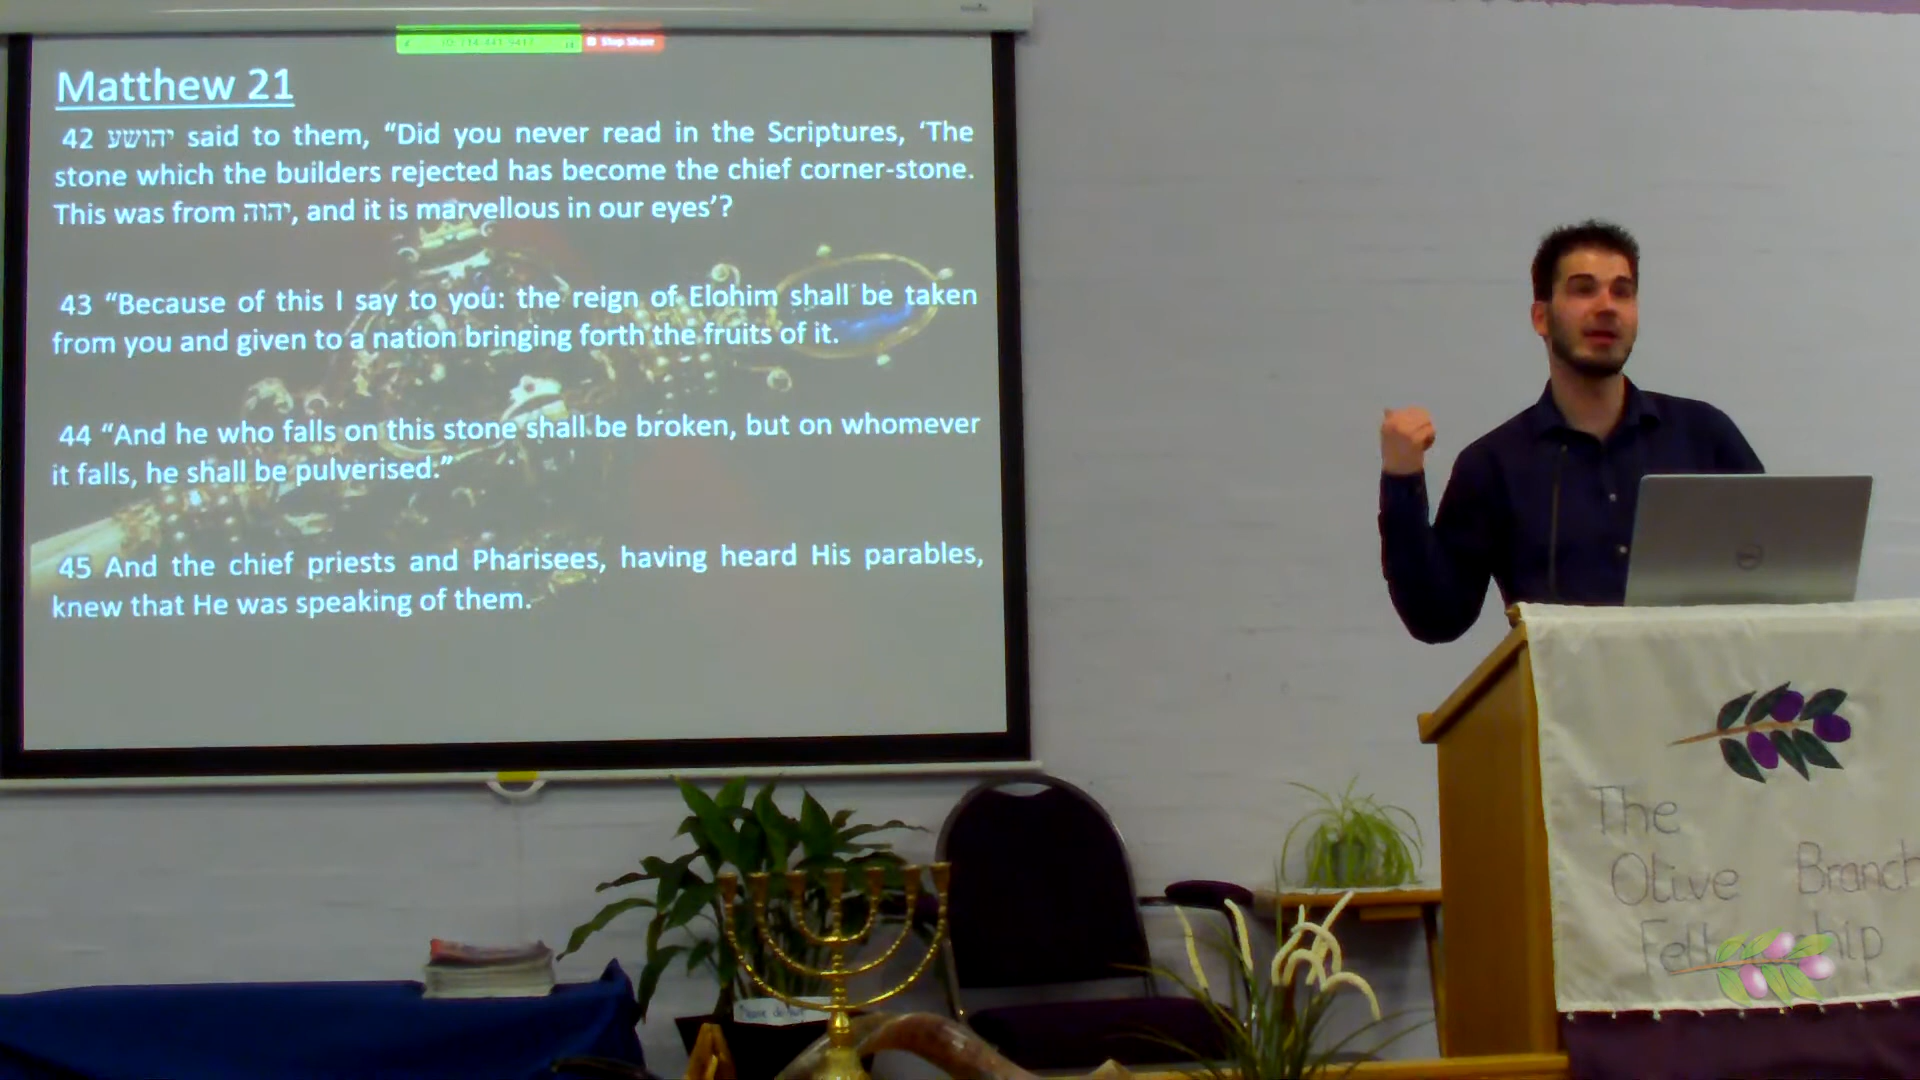 Stop Share
Matthew 21
42 יהושע said to them, “Did you never read in the Scriptures, ‘The
stone which the builders rejected has become the chief corner-stone.
This was from יהוה, and it is marvellous in our eyes’?
43 “Because of this I say to you: the reign of Elohim shall be taken
from you and given to a nation bringing forth the fruits of it.
44 “And he who falls on this stone shall be broken, but on whomever
it falls, he shall be pulverised.”
45 And the chief priests and Pharisees, having heard His parables,
knew that He was speaking of them.
DELL
The
Olive Branch
Fellowship